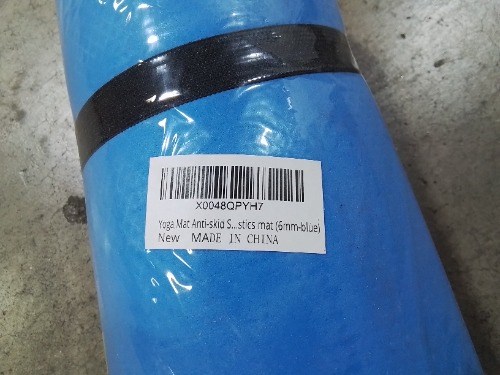 X0048QPYH7
Yoga Mat Anti-skid S...stics mat (6mm-blue)
New MADE IN CHINA